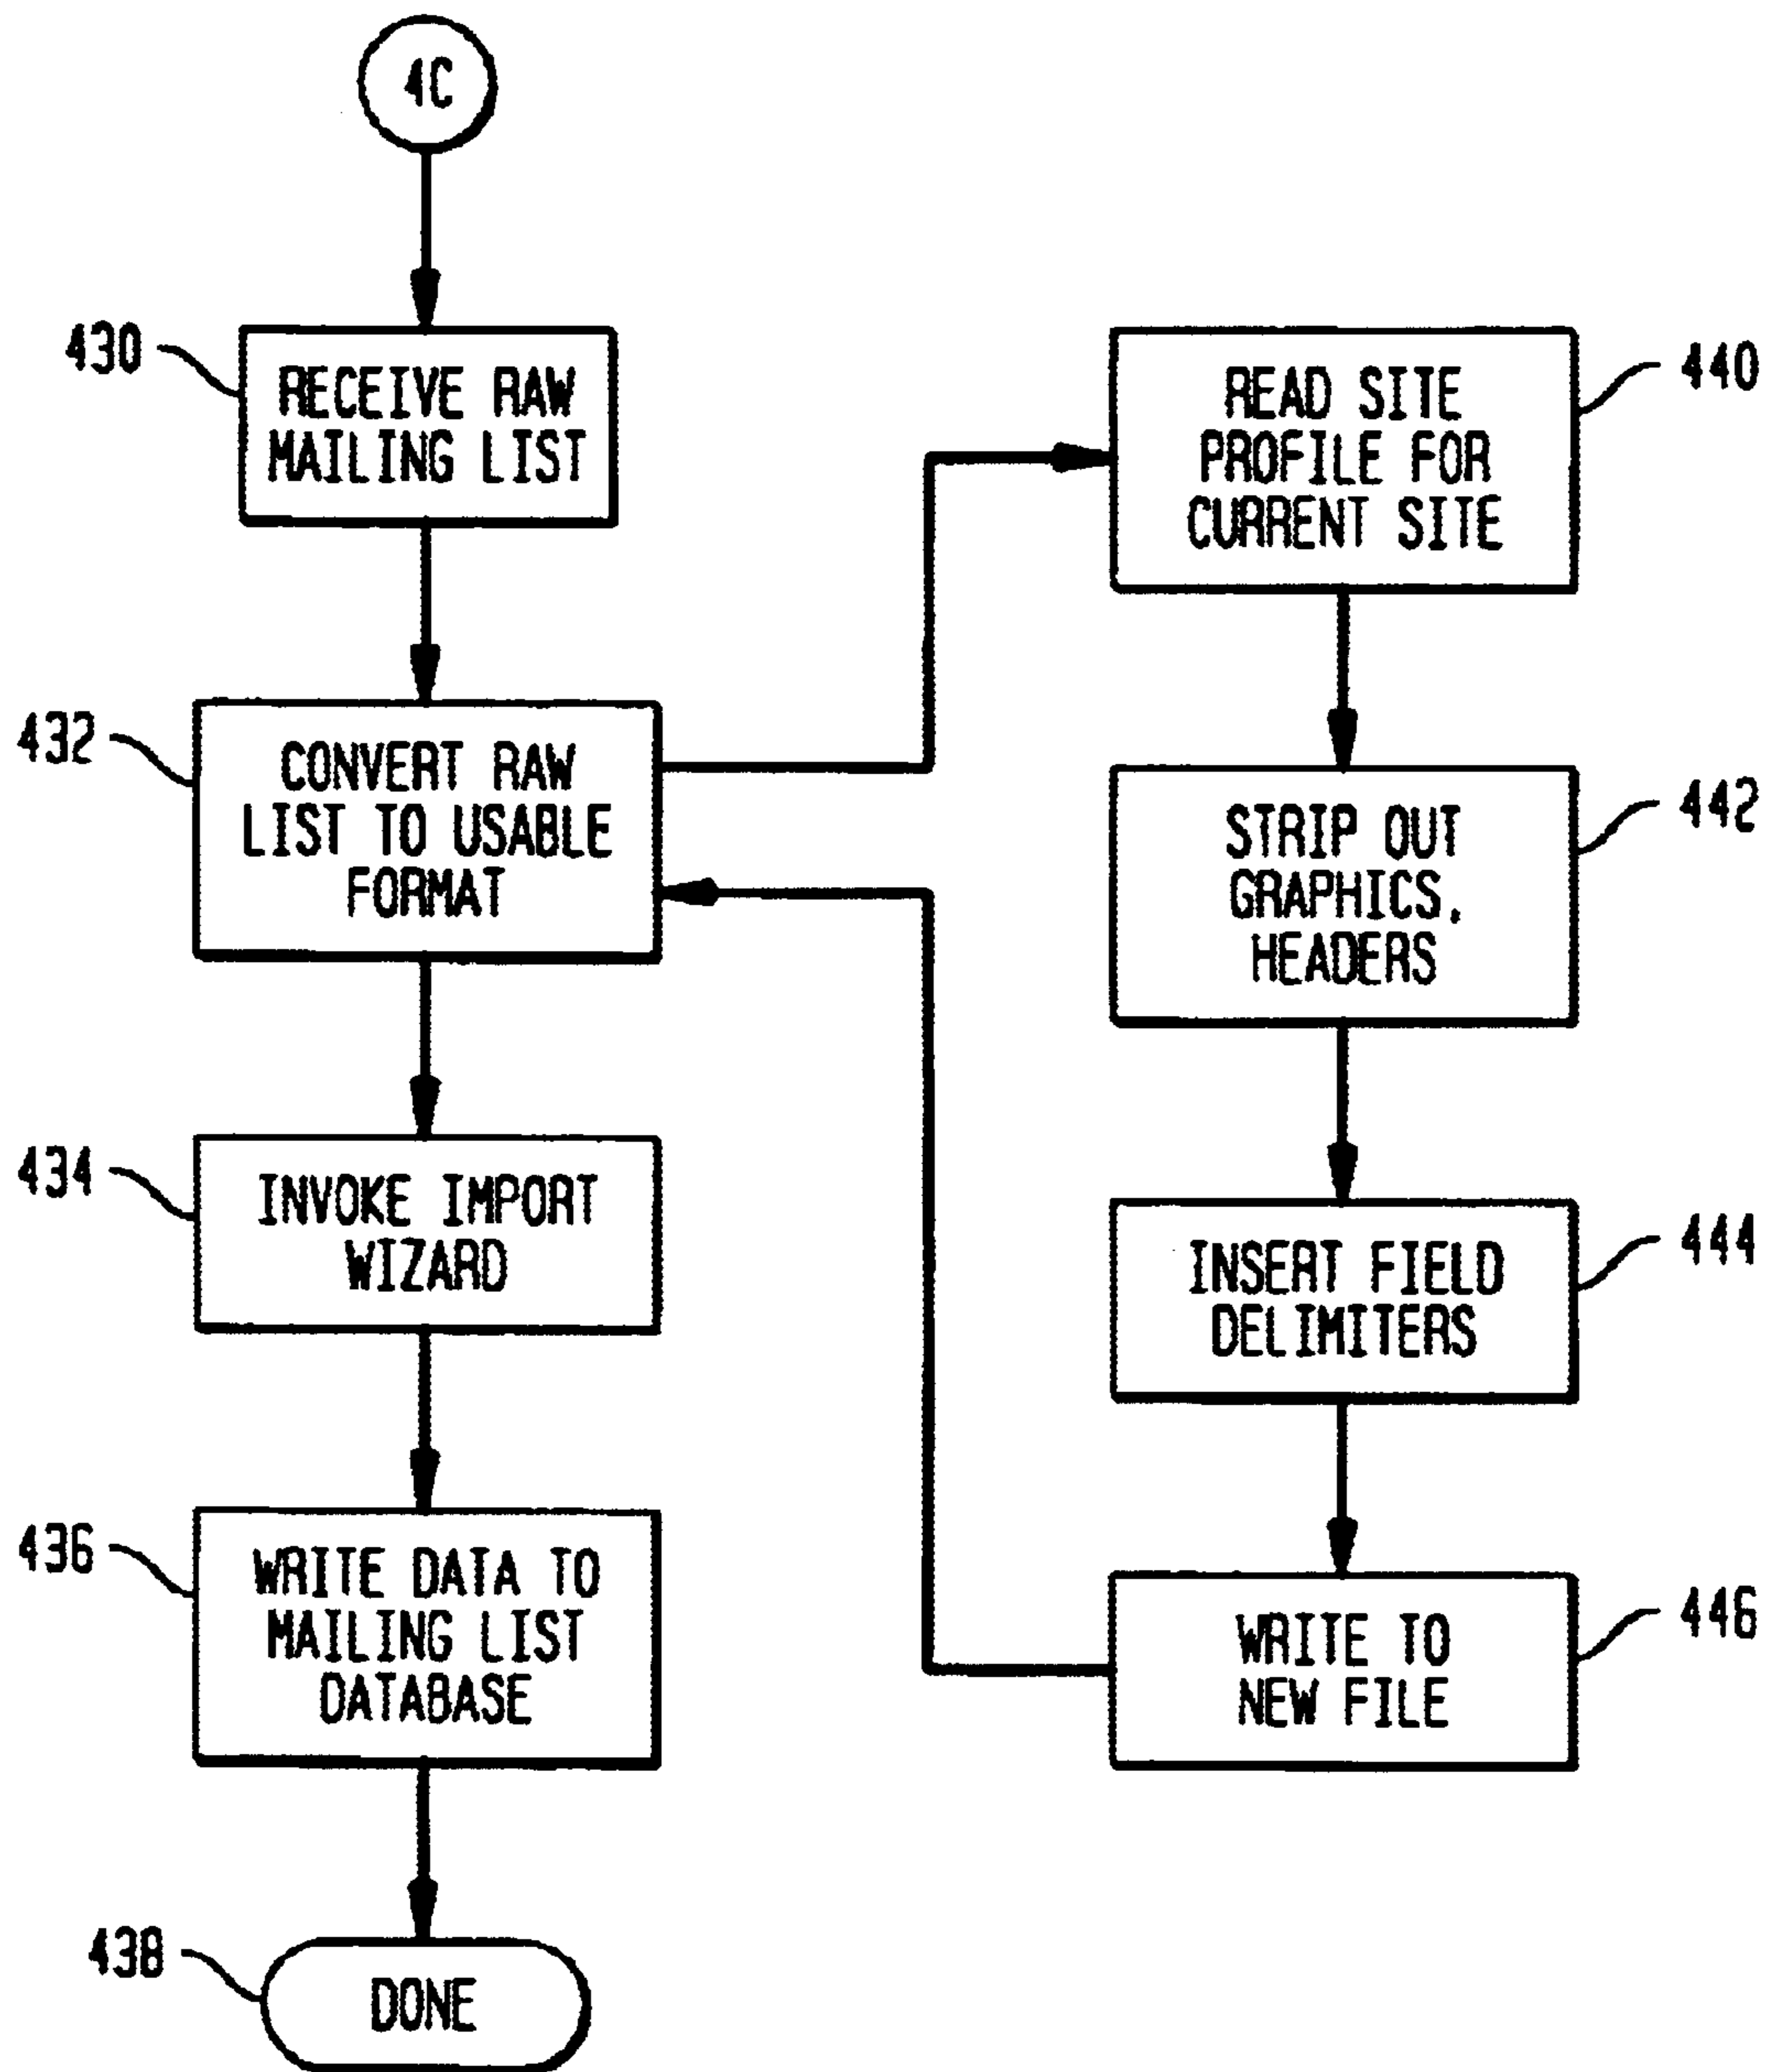 4C
430
RECEIVE RAW
MAILING LIST
432
CONVERT RAW
LIST TO USABLE
FORMAT
434
INVOKE IMPORT
WIZARD
436
WRITE DATA TO
MAILING LIST
DATABASE
438
DONE
440
READ SITE
PROFILE FOR
CURRENT SITE
442
STRIP OUT
GRAPHICS,
HEADERS
444
INSERT FIELD
DELIMITERS
446
WRITE TO
NEW FILE